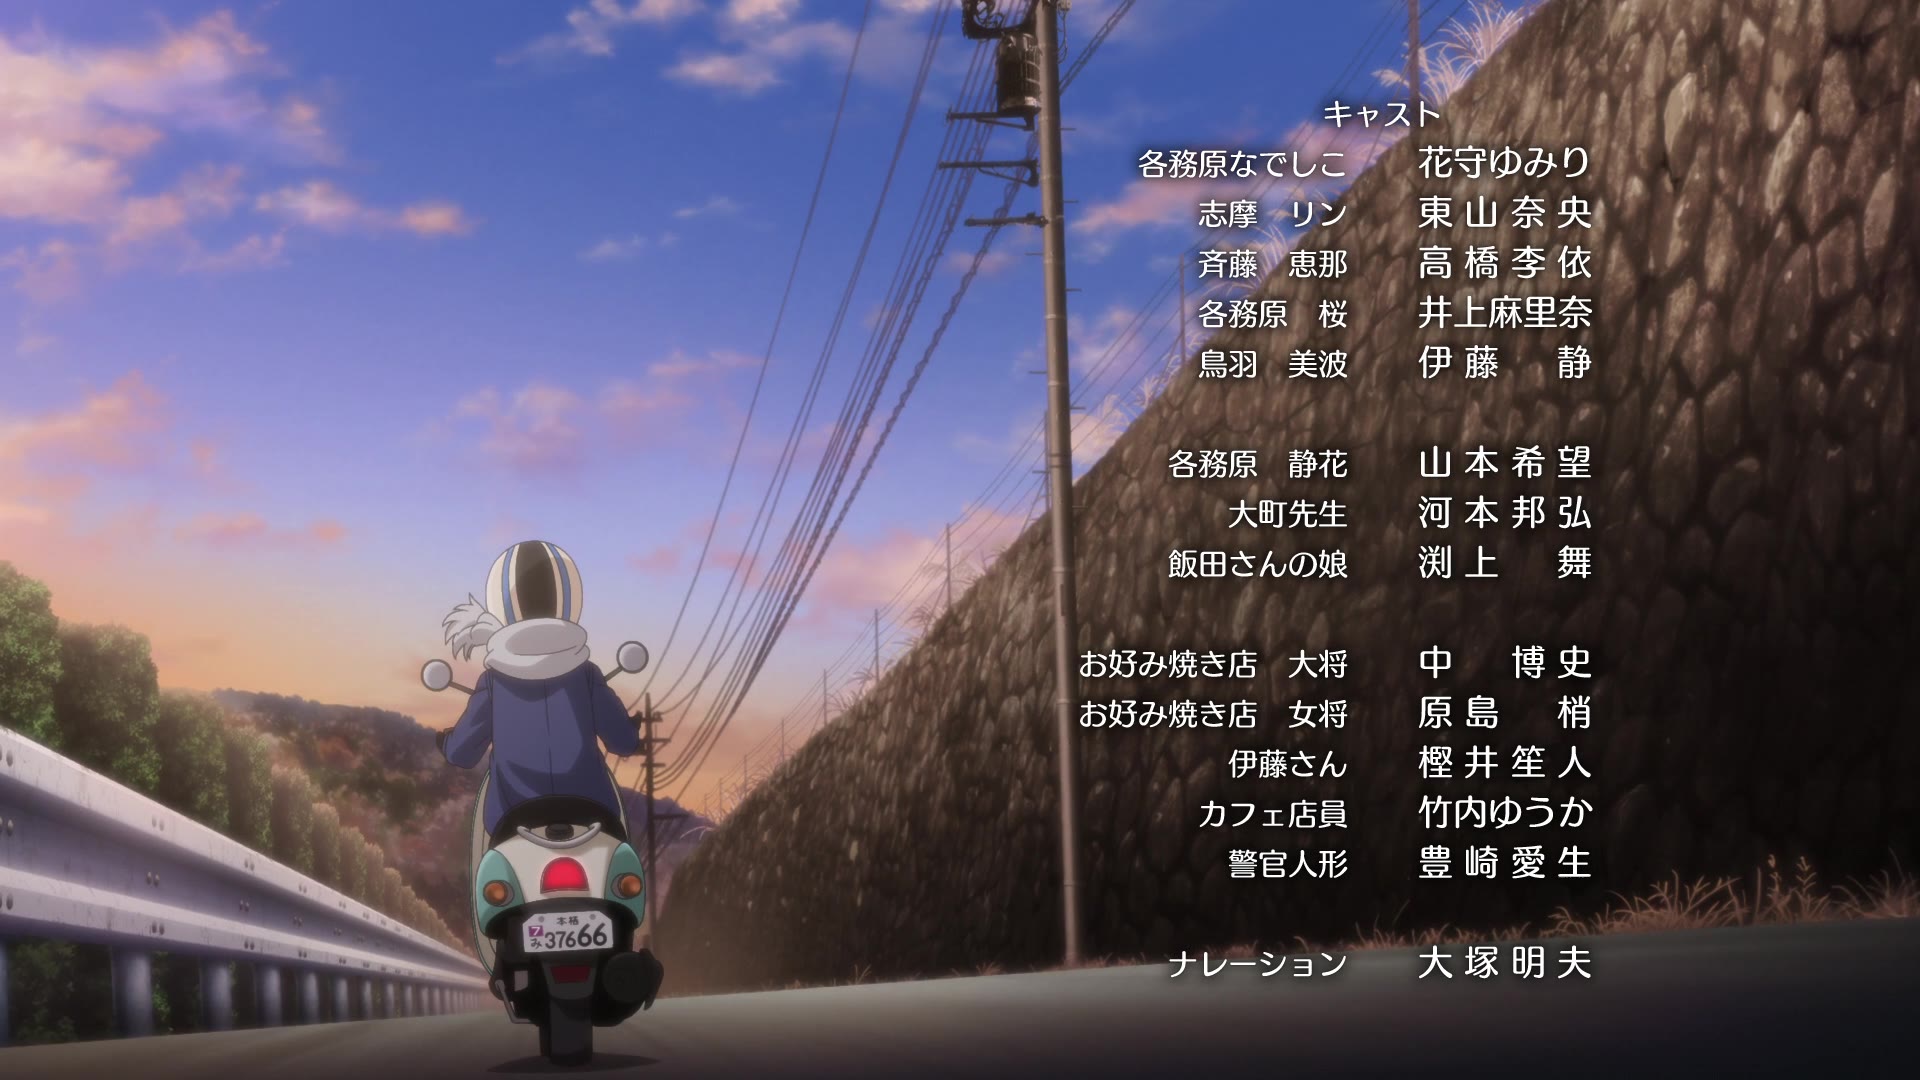 キャスト
各務原なでしこ 花守ゆみり
志摩 リン 東山奈央
斉藤 恵那 高橋李依
各務原 桜 井上麻里奈
鳥羽 美波 伊藤 静
各務原 静花 山本希望
大町先生 河本邦弘
飯田さんの娘 渕上 舞
お好み焼き店 大将 中 博史
お好み焼き店 女将 原島 梢
伊藤さん 樫井笙人
カフェ店員 竹内ゆうか
警官人形 豊崎愛生
ナレーション 大塚明夫
本栖
7
み 37666